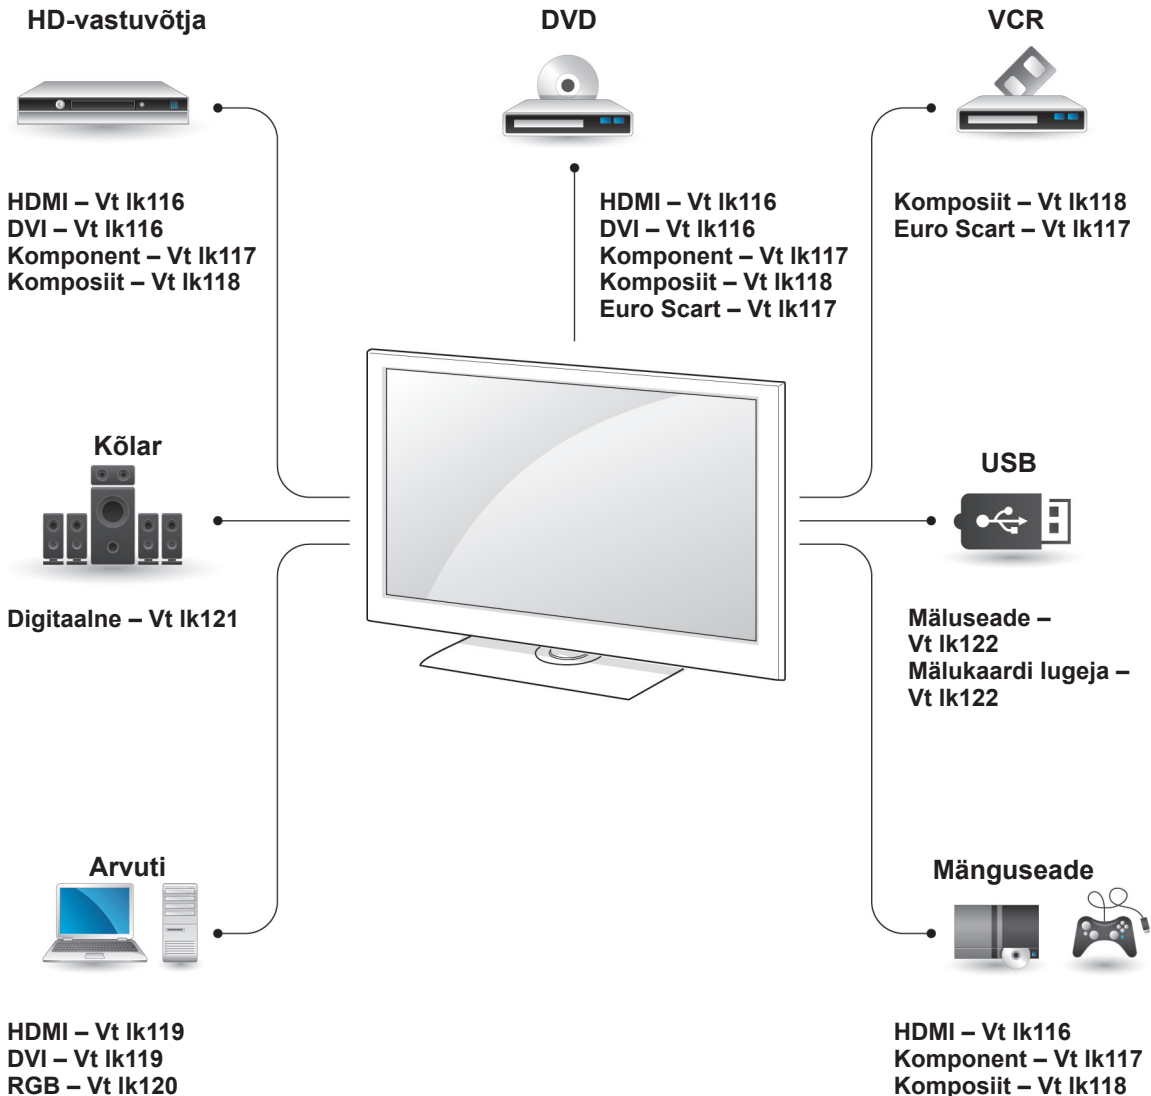 HD-vastuvõtja
HDMI – Vt lk116
DVI – Vt lk116
Komponent – Vt lk117
Komposiit – Vt lk118
DVD
HDMI – Vt lk116
DVI – Vt lk116
Komponent – Vt lk117
Komposiit – Vt lk118
Euro Scart – Vt lk117
VCR
Komposiit – Vt lk118
Euro Scart – Vt lk117
Kõlar
Digitaalne – Vt lk121
USB
Mäluseade –
Vt lk122
Mälukaardi lugeja –
Vt lk122
Arvuti
HDMI – Vt lk119
DVI – Vt lk119
RGB – Vt lk120
Mänguseade
HDMI – Vt lk116
Komponent – Vt lk117
Komposiit – Vt lk118